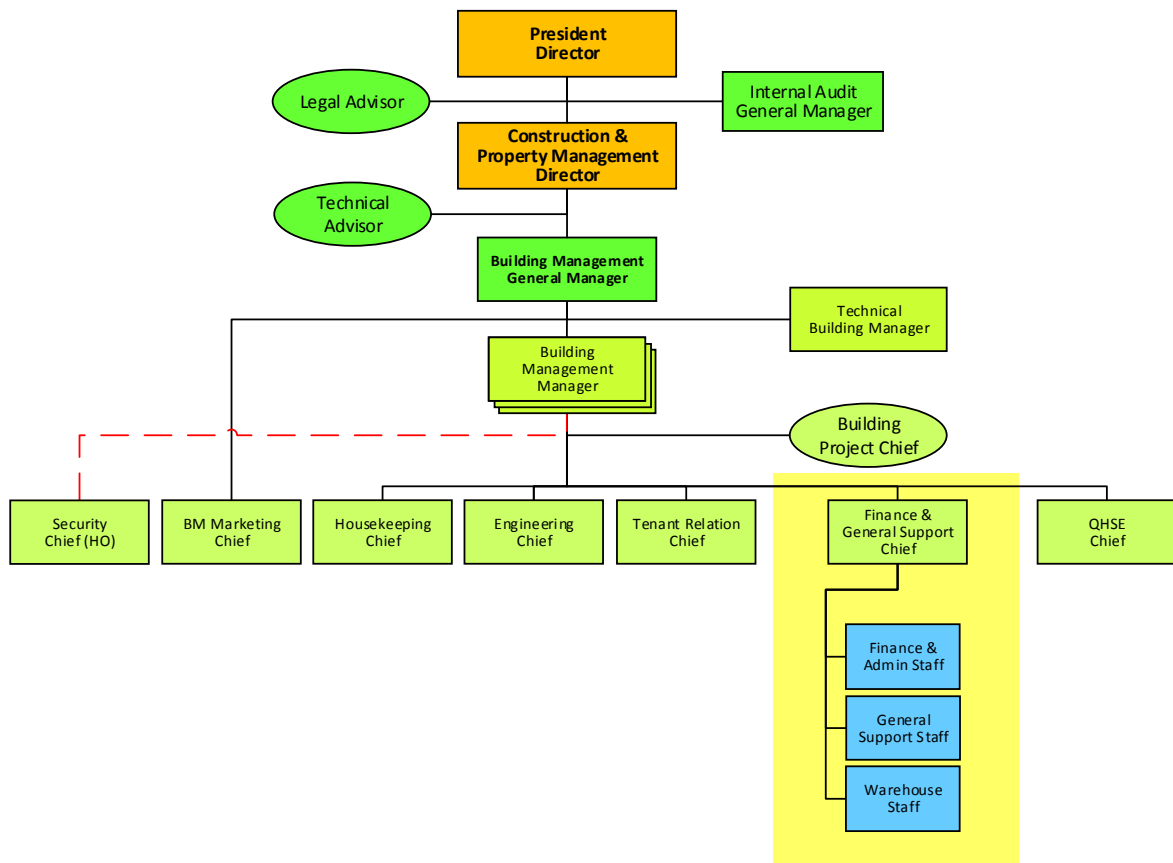 President
Director
Legal Advisor
Internal Audit
General Manager
Construction &
Property Management
Director
Technical
Advisor
Building Management
General Manager
Technical
Building Manager
Building
Management
Manager
Building
Project Chief
Security
Chief (HO)
BM Marketing
Chief
Housekeeping
Chief
Engineering
Chief
Tenant Relation
Chief
Finance &
General Support
Chief
QHSE
Chief
Finance &
Admin Staff
General
Support Staff
Warehouse
Staff